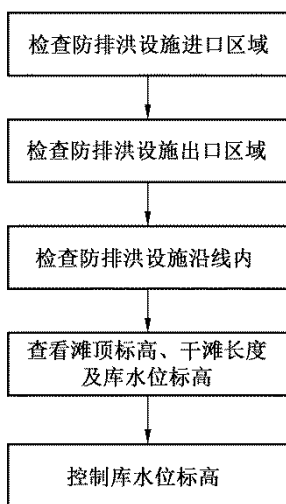 检查防排洪设施进口区域
检查防排洪设施出口区域
检查防排洪设施沿线内
查看滩顶标高、干滩长度
及库水位标高
控制库水位标高